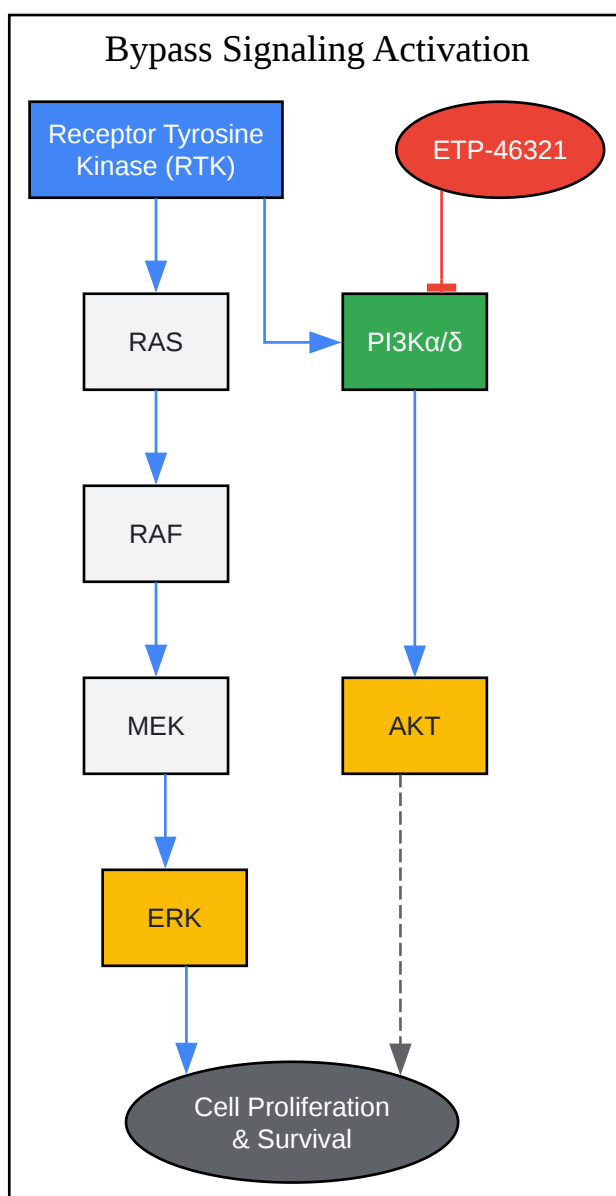 Bypass Signaling Activation
Receptor Tyrosine
Kinase (RTK)
ETP-46321
RAS
PI3Kα/δ
RAF
MEK
AKT
ERK
Cell Proliferation
& Survival